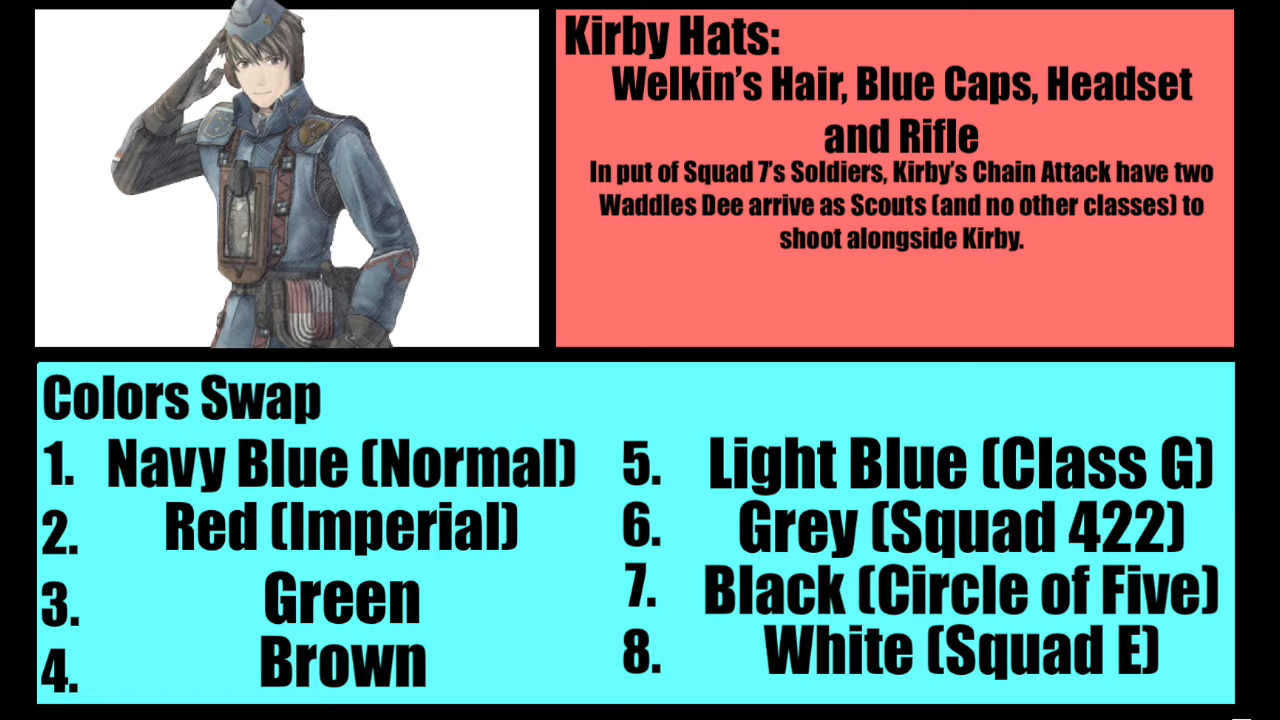 Kirby Hats:
Welkin's Hair, Blue Caps, Headset
and Rifle
In put of Squad 7's Soldiers, Kirby's Chain Attack have two
Waddles Dee arrive as Scouts (and no other classes) to
shoot alongside Kirby.
Colors Swap
1. Navy Blue (Normal)
2. Red (Imperial)
3. Green
4. Brown
5. Light Blue (Class G)
6. Grey (Squad 422)
7. Black (Circle of Five)
8. White (Squad E)